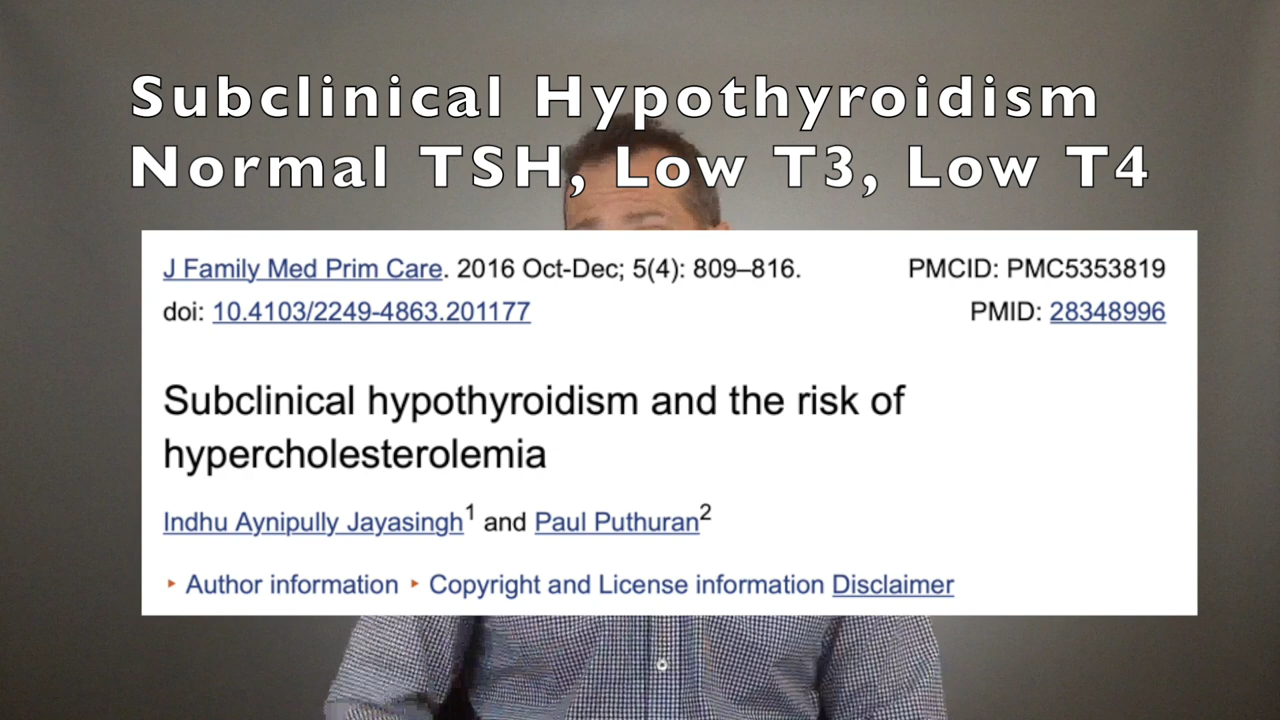 Subclinical Hypothyroidism
Normal TSH, Low T3, Low T4
J Family Med Prim Care. 2016 Oct-Dec; 5(4): 809–816. PMCID: PMC5353819
doi: 10.4103/2249-4863.201177 PMID: 28348996
Subclinical hypothyroidism and the risk of
hypercholesterolemia
Indhu Aynipully Jayasingh1 and Paul Puthuran2
‣ Author information ‣ Copyright and License information Disclaimer